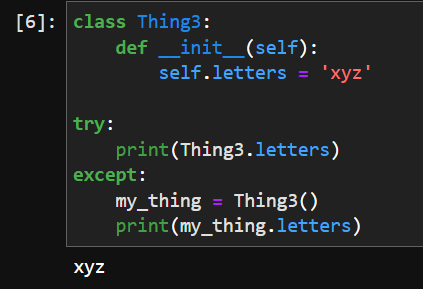 [6]: class Thing3:
def __init__(self):
self.letters = 'xyz'
try:
print(Thing3.letters)
except:
my_thing = Thing3()
print(my_thing.letters)
xyz